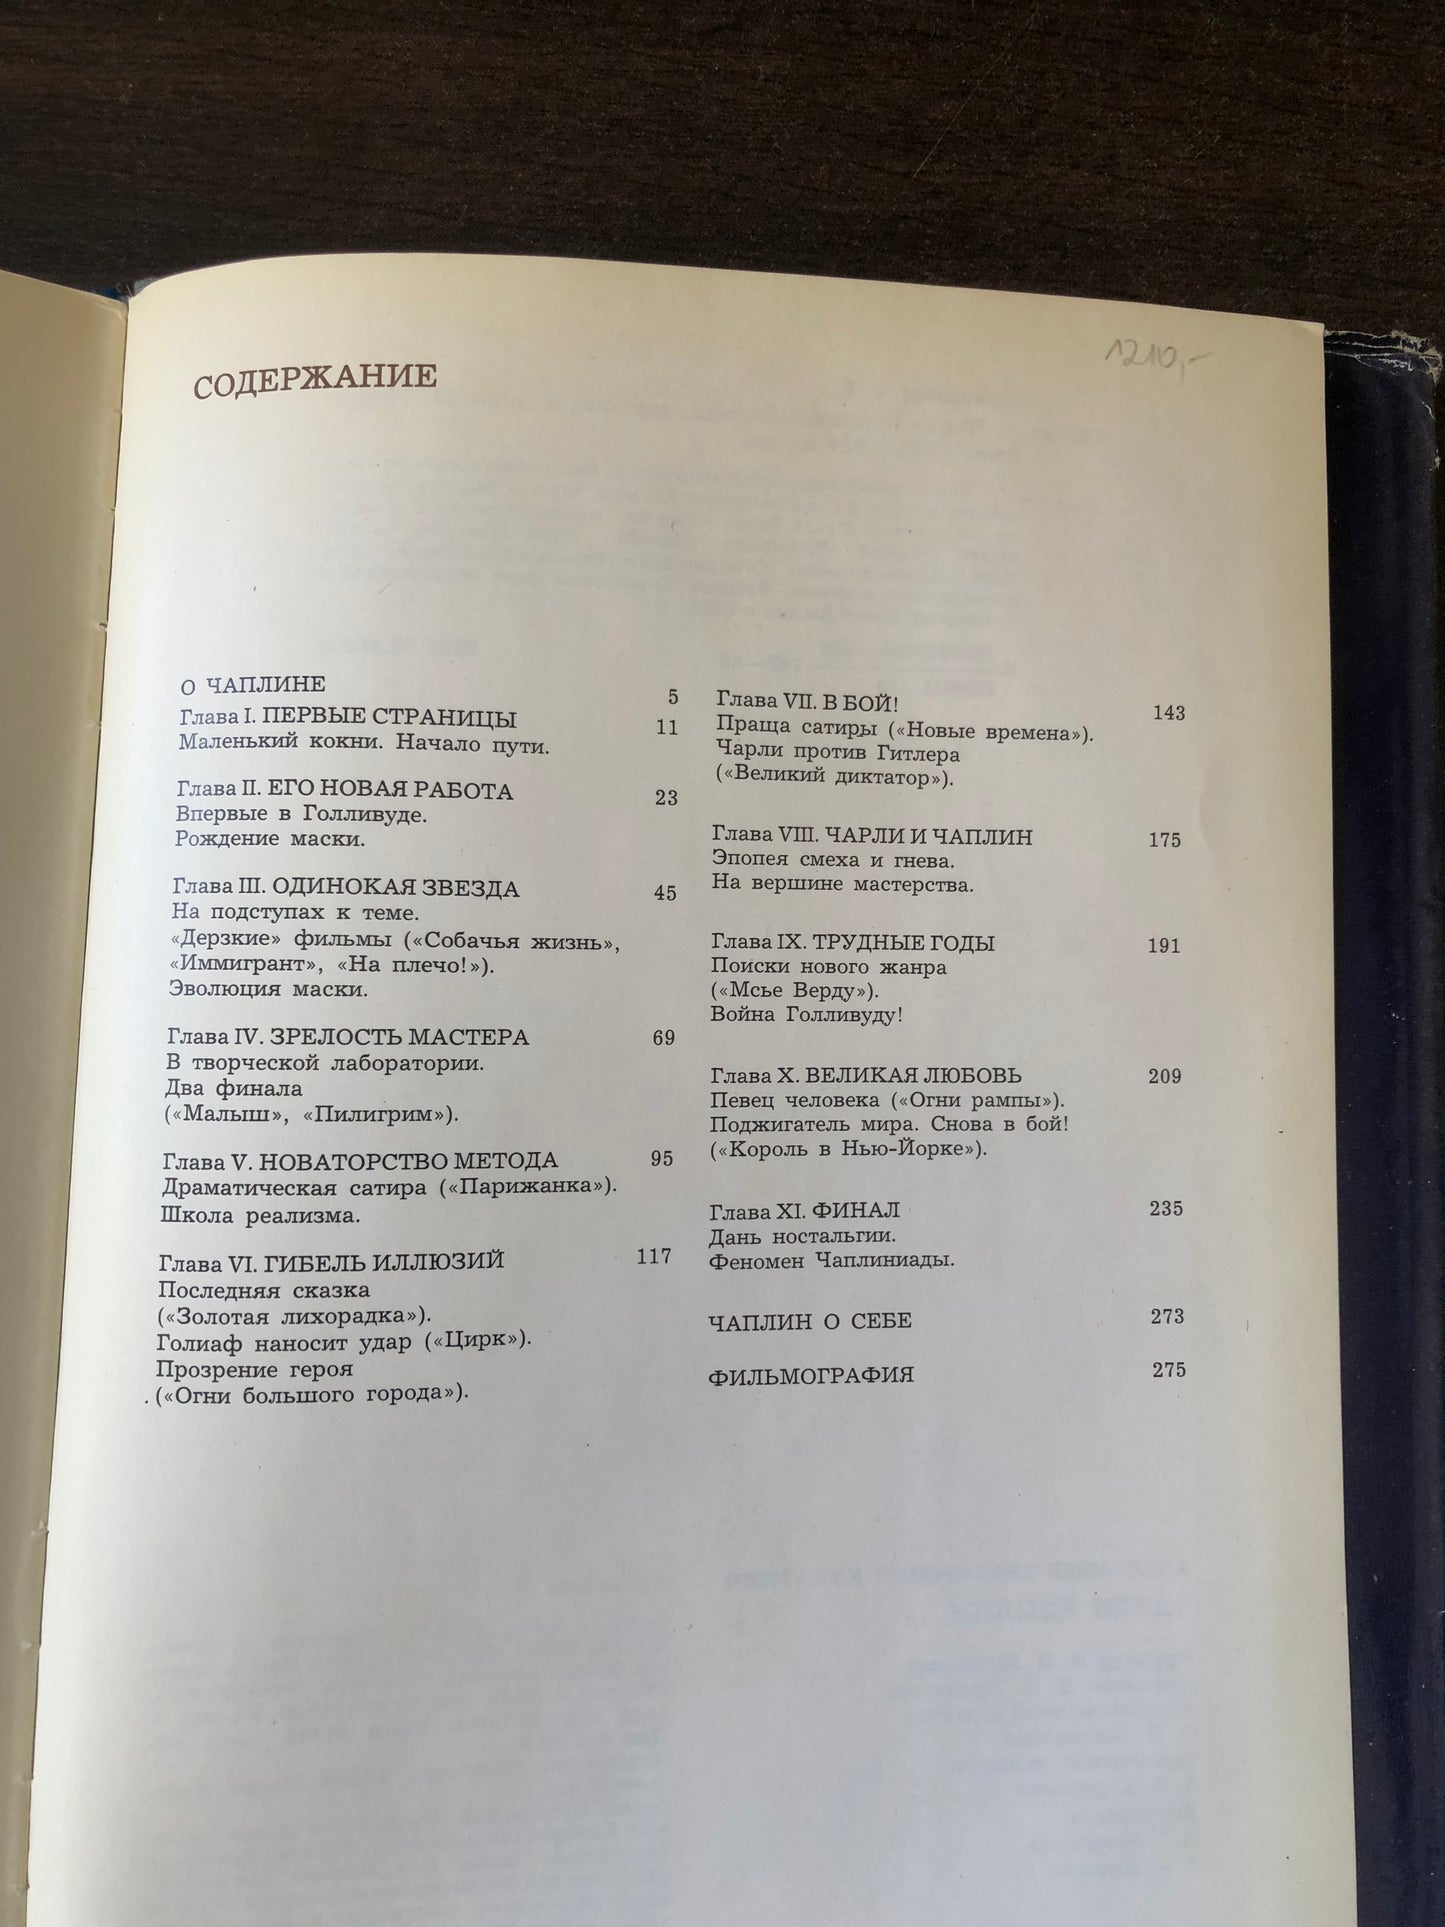 1210,-
СОДЕРЖАНИЕ
О ЧАПЛИНЕ 5
Глава I. ПЕРВЫЕ СТРАНИЦЫ 11
Маленький кокни. Начало пути.
Глава II. ЕГО НОВАЯ РАБОТА 23
Впервые в Голливуде.
Рождение маски.
Глава III. ОДИНОКАЯ ЗВЕЗДА 45
На подступах к теме.
«Дерзкие» фильмы («Собачья жизнь»,
«Иммигрант», «На плечо!»).
Эволюция маски.
Глава IV. ЗРЕЛОСТЬ МАСТЕРА 69
В творческой лаборатории.
Два финала
(«Малыш», «Пилигрим»).
Глава V. НОВАТОРСТВО МЕТОДА 95
Драматическая сатира («Парижанка»).
Школа реализма.
Глава VI. ГИБЕЛЬ ИЛЛЮЗИЙ 117
Последняя сказка
(«Золотая лихорадка»).
Голиаф наносит удар («Цирк»).
Прозрение героя
(«Огни большого города»).
Глава VII. В БОЙ! 143
Праща сатиры («Новые времена»).
Чарли против Гитлера
(«Великий диктатор»).
Глава VIII. ЧАРЛИ И ЧАПЛИН 175
Эпопея смеха и гнева.
На вершине мастерства.
Глава IX. ТРУДНЫЕ ГОДЫ 191
Поиски нового жанра
(«Мсье Верду»).
Война Голливуду!
Глава X. ВЕЛИКАЯ ЛЮБОВЬ 209
Певец человека («Огни рампы»).
Поджигатель мира. Снова в бой!
(«Король в Нью-Йорке»).
Глава XI. ФИНАЛ 235
Дань ностальгии.
Феномен Чаплиниады.
ЧАПЛИН О СЕБЕ 273
ФИЛЬМОГРАФИЯ 275